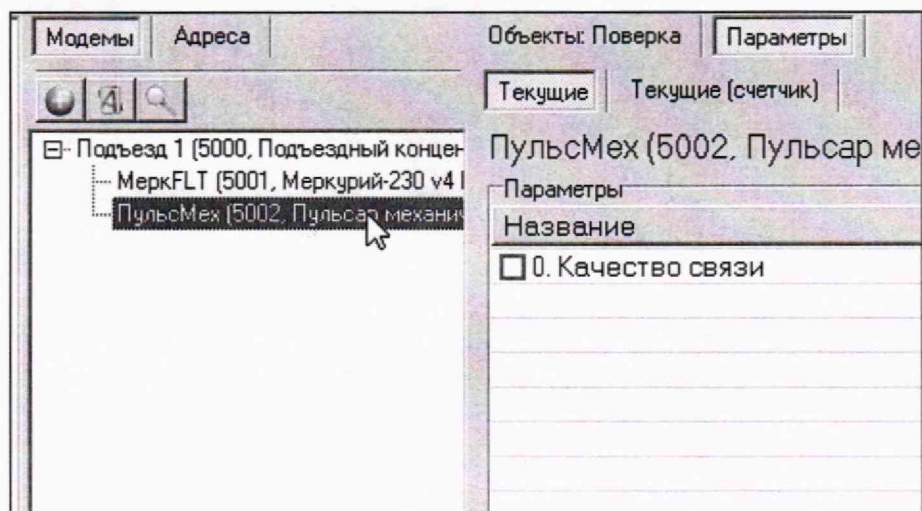 Модемы Адреса
Объекты: Поверка Параметры
Текущие Текущие (счетчик)
Подъезд 1 (5000, Подъездный концен
МеркFLT (5001, Меркурий-230 v4
ПульсМех (5002, Пульсар механич
ПульсМех (5002, Пульсар ме
Параметры
Название
0. Качество связи